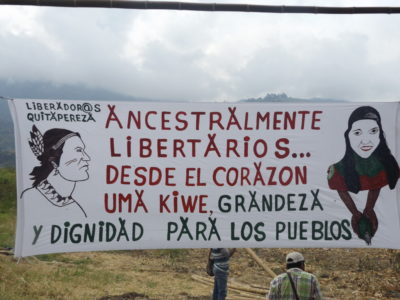 LIBERADOR@S
QUITAPEREZA
ANCESTRALMENTE
LIBERTARIOS...
DESDE EL CORAZON
UMA KIWE, GRANDEZA
Y DIGNIDAD PARA LOS PUEBLOS